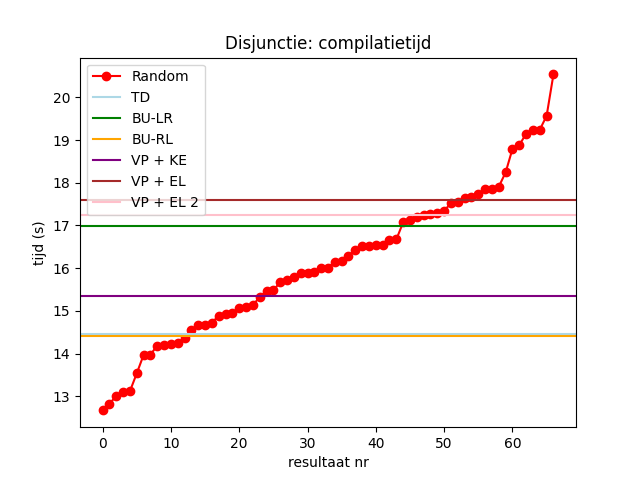 Disjunctie: compilatietijd
Random
TD
BU-LR
BU-RL
VP + KE
VP + EL
VP + EL 2
tijd (s)
20
19
18
17
16
15
14
13
0 10 20 30 40 50 60
resultaat nr